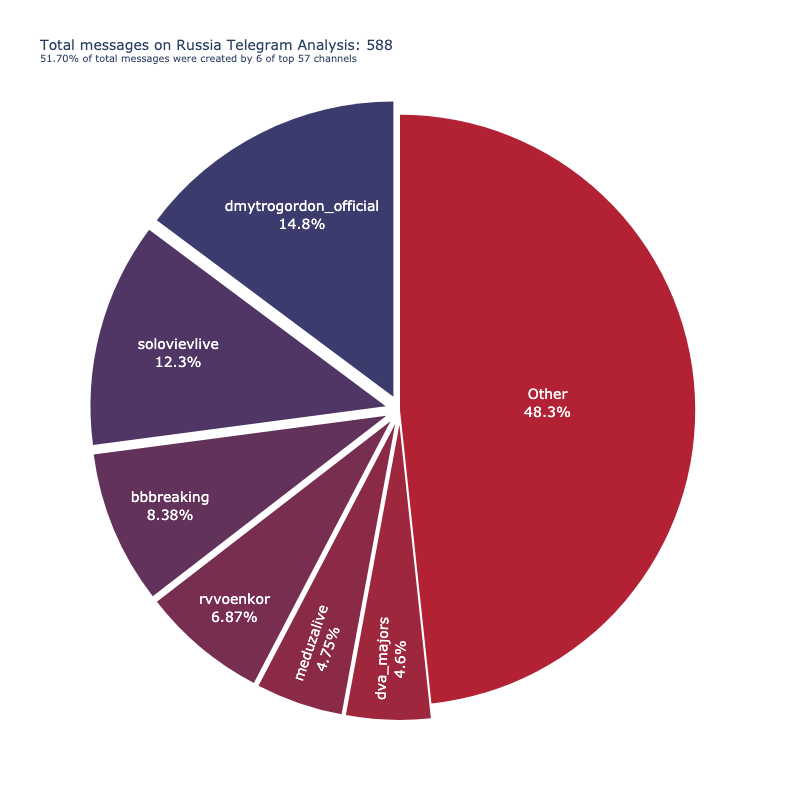 Total messages on Russia Telegram Analysis: 588
51.70% of total messages were created by 6 of top 57 channels
dmytrogordon_official
14.8%
solovievlive
12.3%
Other
48.3%
bbbreaking
8.38%
rvvoenkor
6.87%
meduzalive
4.75%
dva_majors
4.6%